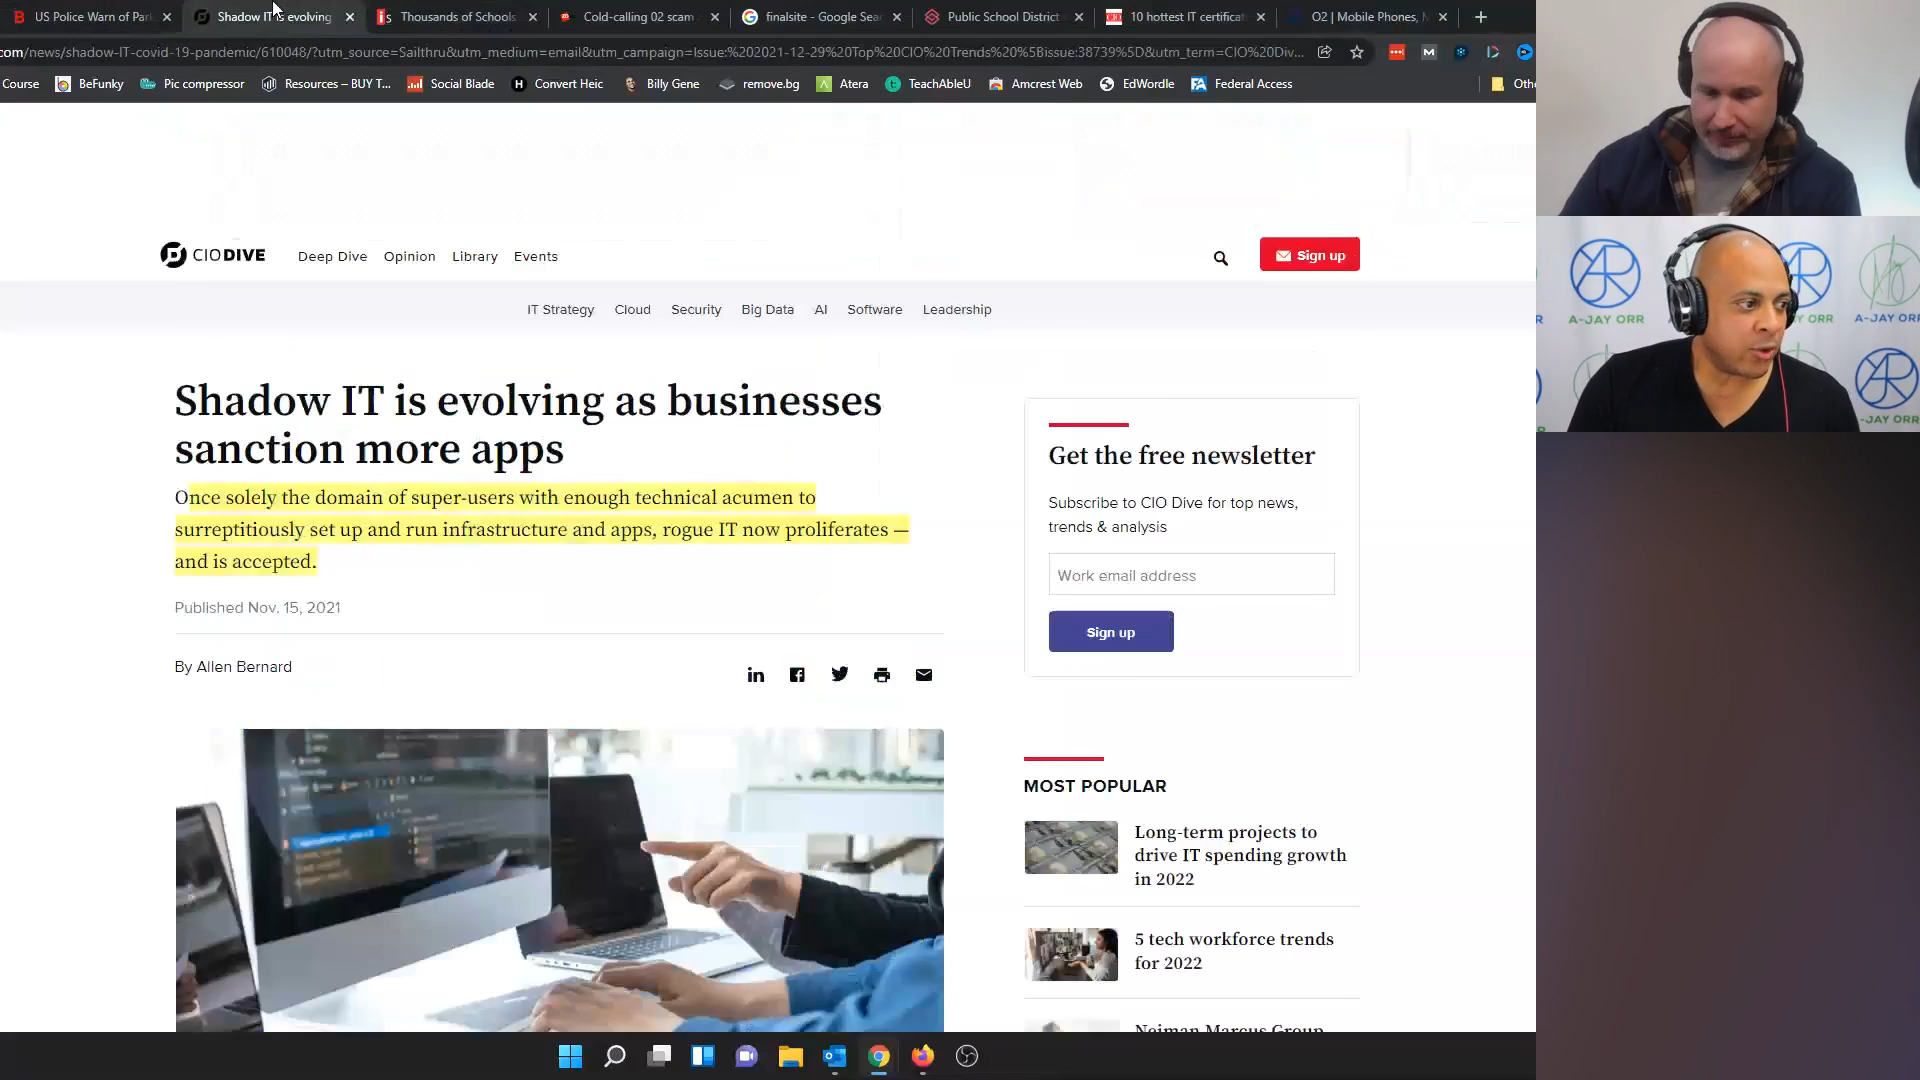 US Police Warn of Park
Shadow IT is evolving
Thousands of Schools
Cold-calling 02 scam
finalsite - Google Sea
Public School District
10 hottest IT certificat
O2 | Mobile Phones, M
com/news/shadow-IT-covid-19-pandemic/610048/?utm_source=Sailthru&utm_medium=email&utm_campaign=Issue:%202021-12-29%20Top%20CIO%20Trends%20%5Bissue:38739%5D&utm_term=CIO%20Div...
Course
BeFunky
Pic compressor
Resources – BUY T...
Social Blade
Convert Heic
Billy Gene
remove.bg
Atera
TeachAbleU
Amcrest Web
EdWordle
Federal Access
Oth
CIO DIVE
Deep Dive
Opinion
Library
Events
Sign up
IT Strategy
Cloud
Security
Big Data
AI
Software
Leadership
Shadow IT is evolving as businesses
sanction more apps
Once solely the domain of super-users with enough technical acumen to
surreptitiously set up and run infrastructure and apps, rogue IT now proliferates —
and is accepted.
Published Nov. 15, 2021
By Allen Bernard
Get the free newsletter
Subscribe to CIO Dive for top news,
trends & analysis
Work email address
Sign up
MOST POPULAR
Long-term projects to
drive IT spending growth
in 2022
5 tech workforce trends
for 2022
Neiman Marcus Group
A-JAY ORR
A-JAY ORR